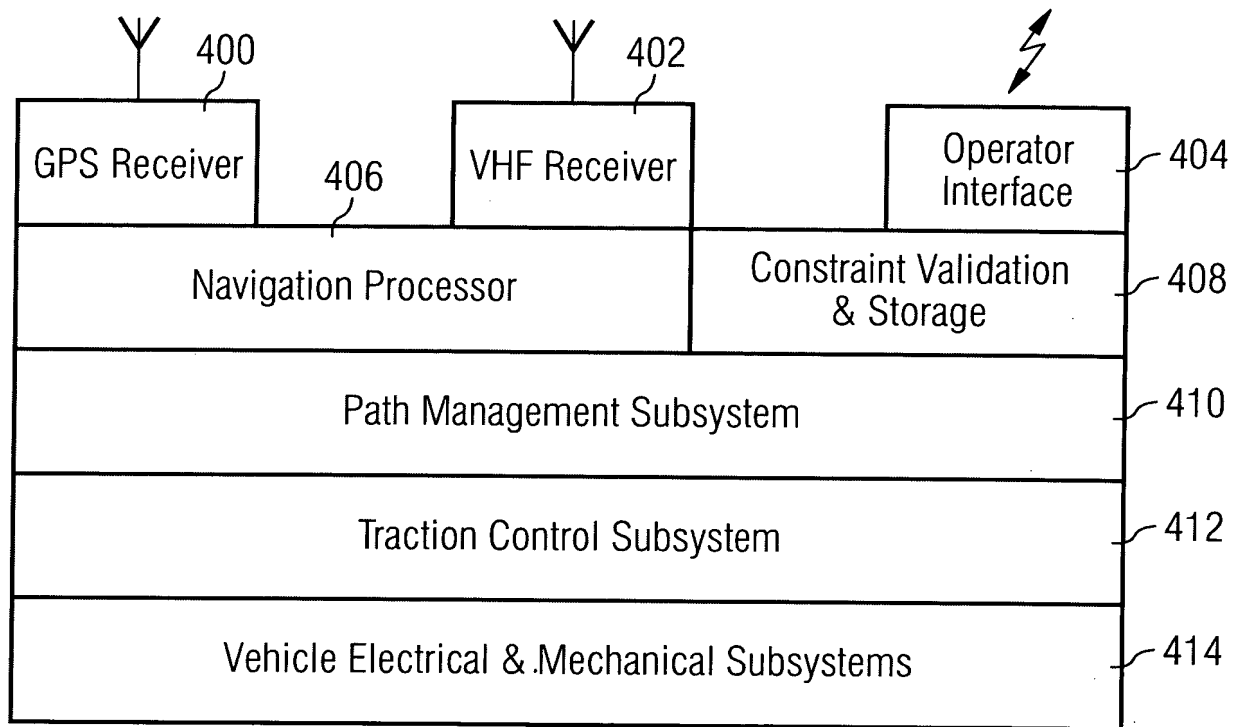 400
402
GPS Receiver
VHF Receiver
Operator
Interface
404
406
Navigation Processor
Constraint Validation
& Storage
408
Path Management Subsystem
410
Traction Control Subsystem
412
Vehicle Electrical & Mechanical Subsystems
414